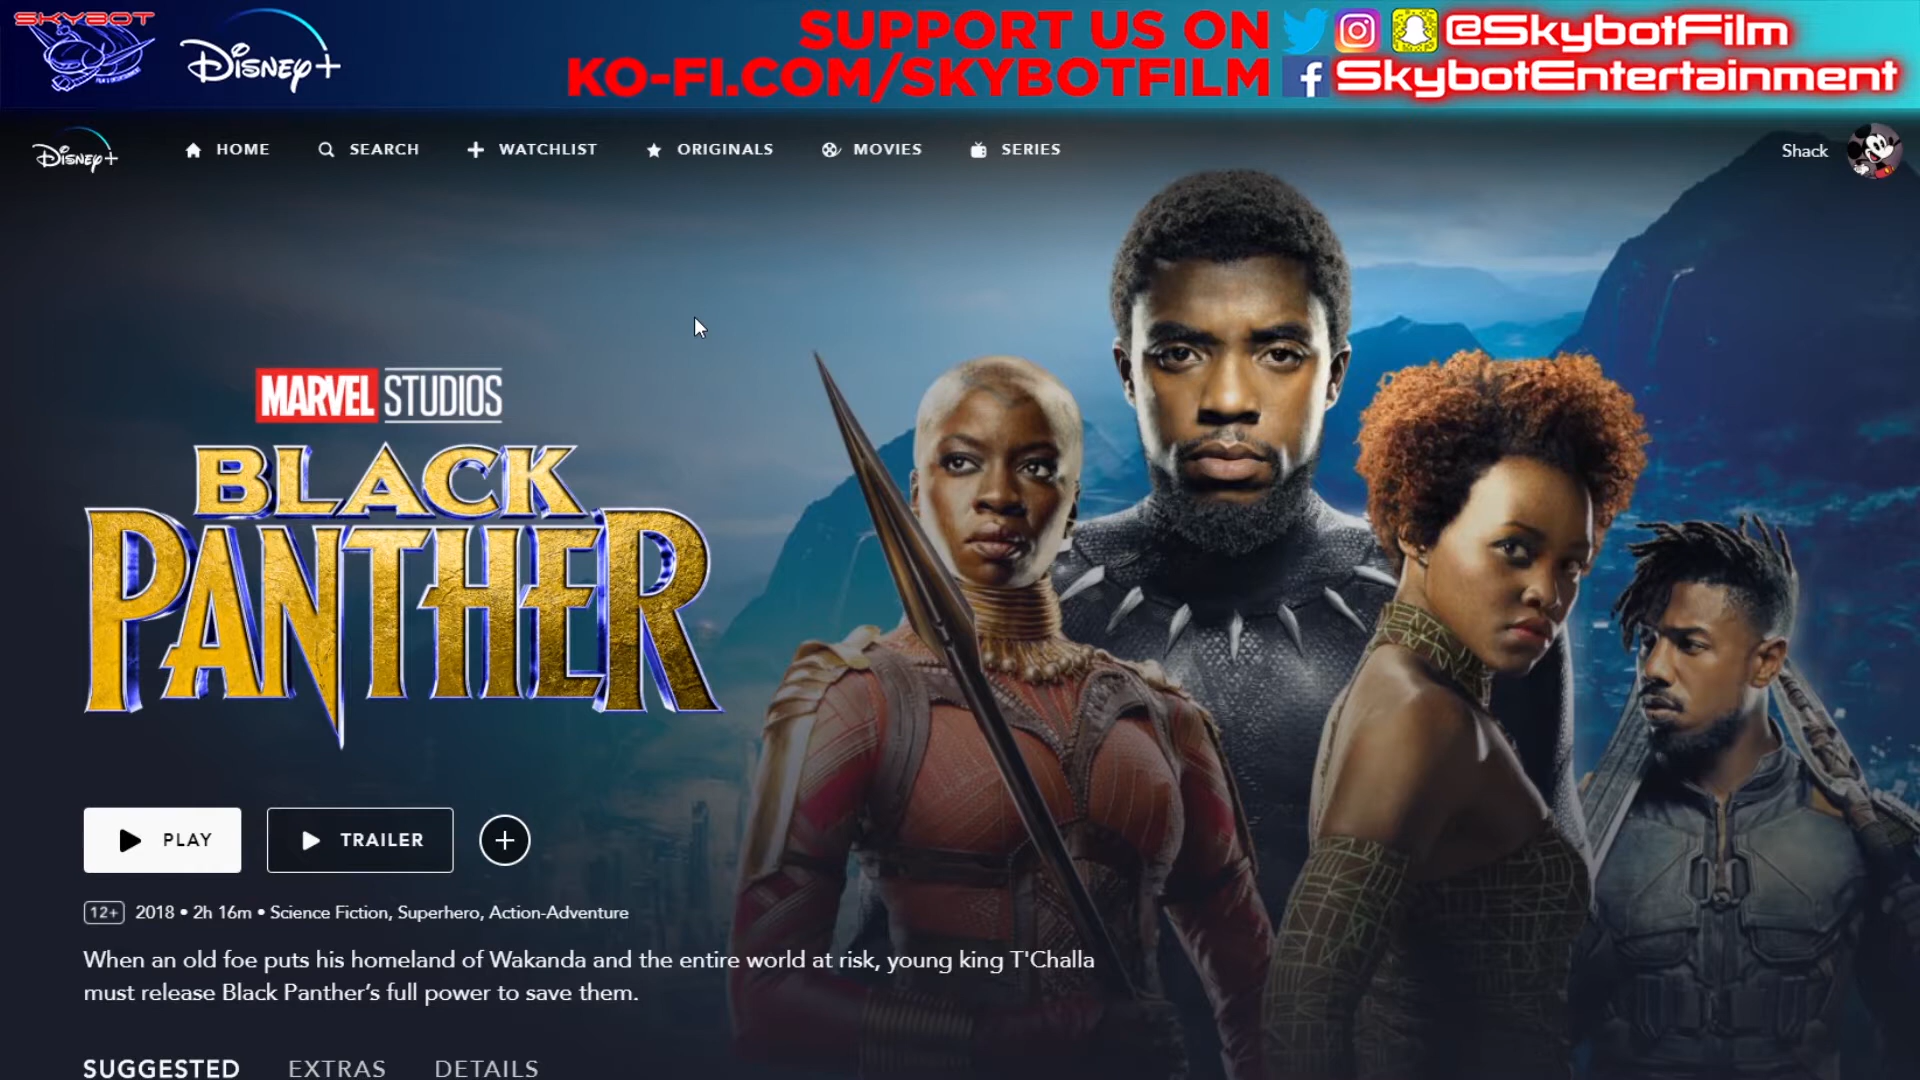 SKYBOT
Disney+
SUPPORT US ON
KO-FI.COM/SKYBOTFILM
@SkybotFilm
SkybotEntertainment
Disney+
HOME
SEARCH
WATCHLIST
ORIGINALS
MOVIES
SERIES
Shack
MARVEL STUDIOS
BLACK
PANTHER
PLAY
TRAILER
12+ 2018 • 2h 16m • Science Fiction, Superhero, Action-Adventure
When an old foe puts his homeland of Wakanda and the entire world at risk, young king T'Challa
must release Black Panther’s full power to save them.
SUGGESTED
EXTRAS
DETAILS